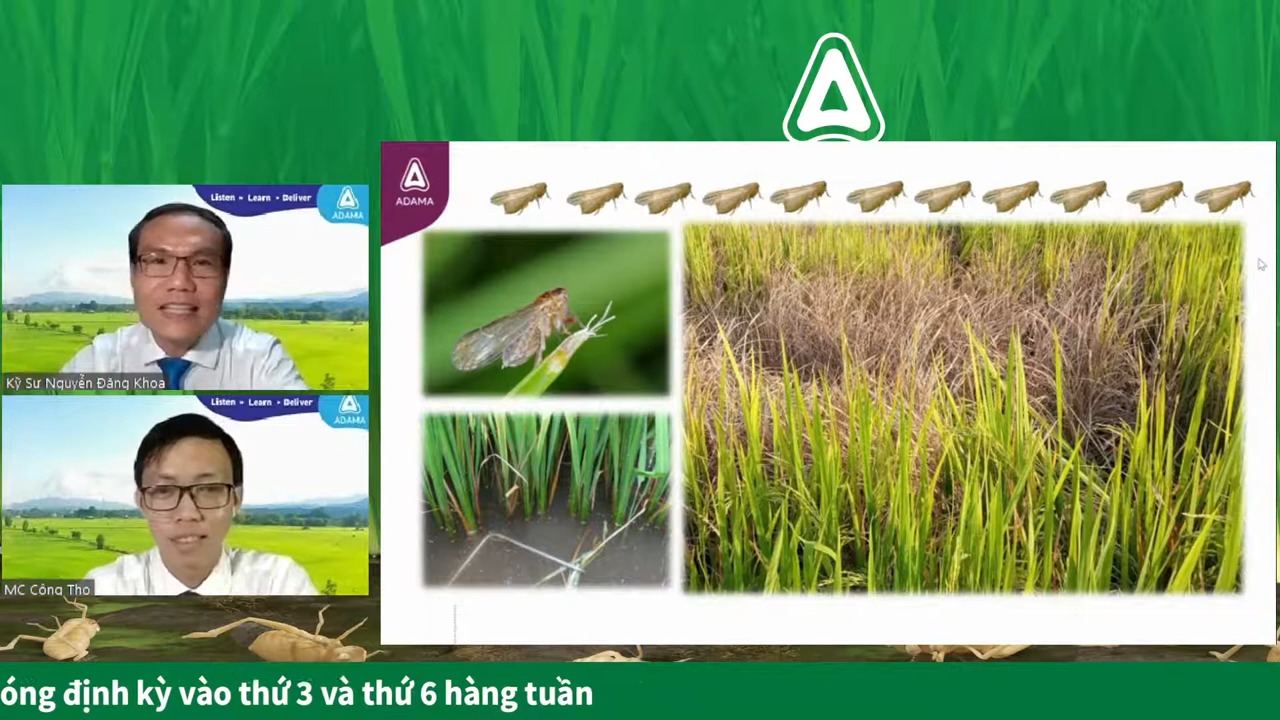 ADAMA
Listen > Learn > Deliver
ADAMA
Kỹ Sư Nguyễn Đăng Khoa
Listen > Learn > Deliver
ADAMA
MC Công Thọ
óng định kỳ vào thứ 3 và thứ 6 hàng tuần